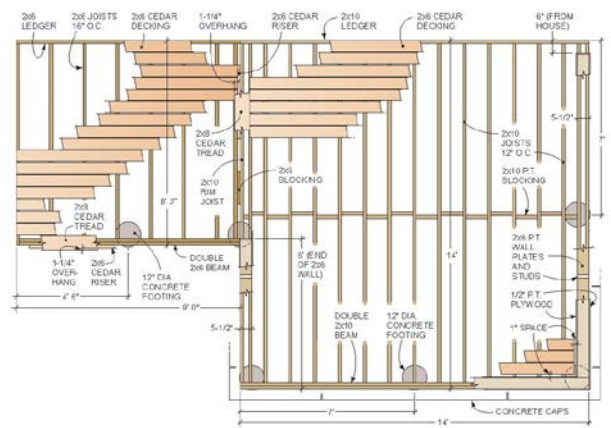 2x6
LEDGER
2x6 JOISTS
16" O.C.
2x6 CEDAR
DECKING
1-1/4"
OVERHANG
2x6 CEDAR
RISER
2x10
LEDGER
2x6 CEDAR
DECKING
6" (FROM
HOUSE)
5-1/2"
2x8
CEDAR
TREAD
2x10
RIM
JOIST
2x6
BLOCKING
2x10
JOISTS
12" O.C.
2x10 P.T.
BLOCKING
7'
8' 3"
2x8
CEDAR
TREAD
1-1/4"
OVER-
HANG
2x6
CEDAR
RISER
12" DIA.
CONCRETE
FOOTING
DOUBLE
2x6 BEAM
6' (END
OF 2x6
WALL)
14'
2x6 P.T.
WALL
PLATES
AND
STUDS
1/2" P.T.
PLYWOOD
1" SPACE
4' 6"
9' 0"
5-1/2"
DOUBLE
2x10
BEAM
12" DIA.
CONCRETE
FOOTING
7'
CONCRETE CAPS
14'